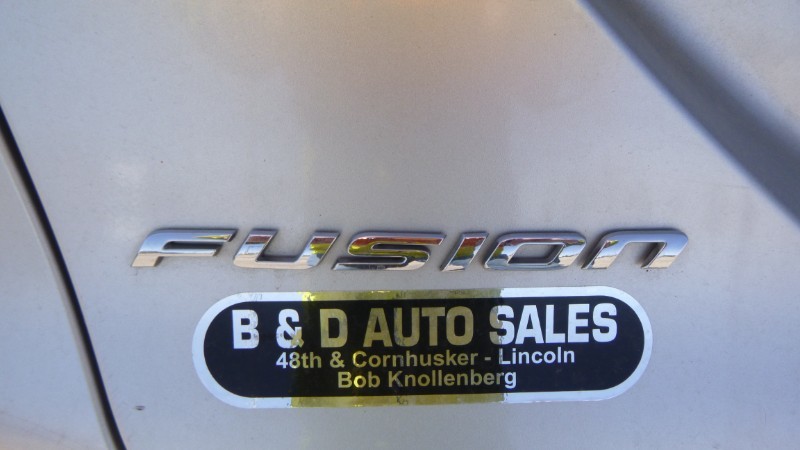 FUSION
B & D AUTO SALES
48th & Cornhusker - Lincoln
Bob Knollenberg